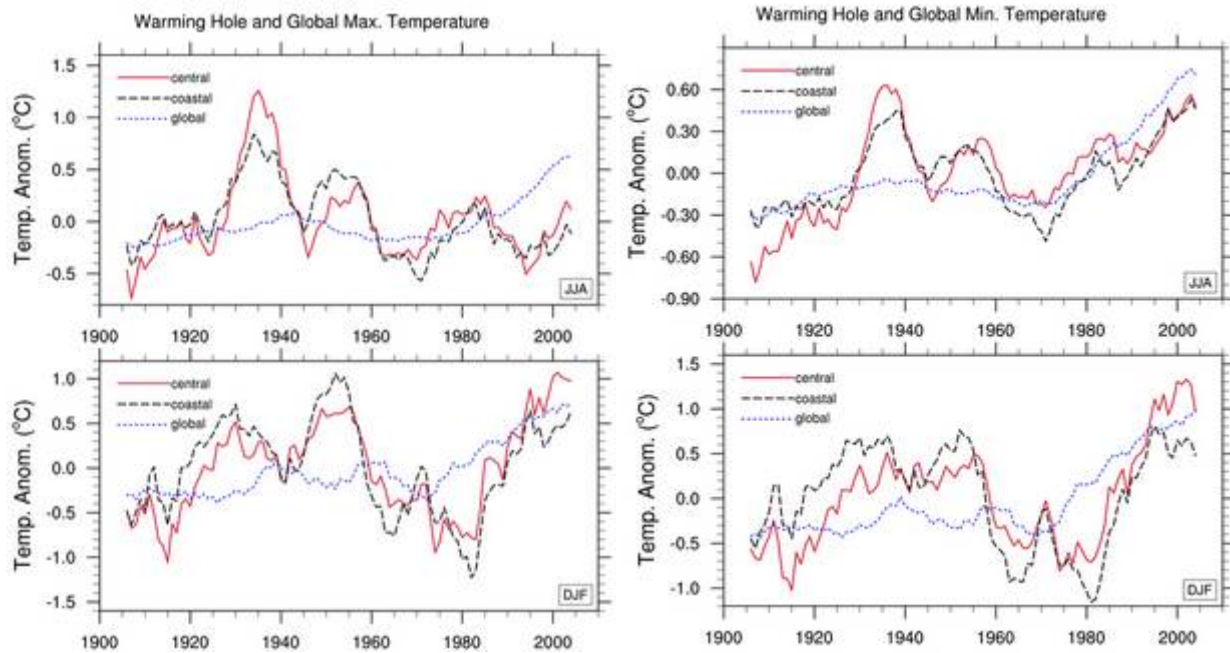 Warming Hole and Global Max. Temperature
Temp. Anom. (°C)
1.5
1.0
0.5
0.0
-0.5
central
coastal
global
JJA
1900 1920 1940 1960 1980 2000
Temp. Anom. (°C)
1.0
0.5
0.0
-0.5
-1.0
-1.5
central
coastal
global
DJF
1900 1920 1940 1960 1980 2000
Warming Hole and Global Min. Temperature
Temp. Anom. (°C)
0.60
0.30
0.00
-0.30
-0.60
-0.90
central
coastal
global
JJA
1900 1920 1940 1960 1980 2000
Temp. Anom. (°C)
1.5
1.0
0.5
0.0
-0.5
-1.0
central
coastal
global
DJF
1900 1920 1940 1960 1980 2000